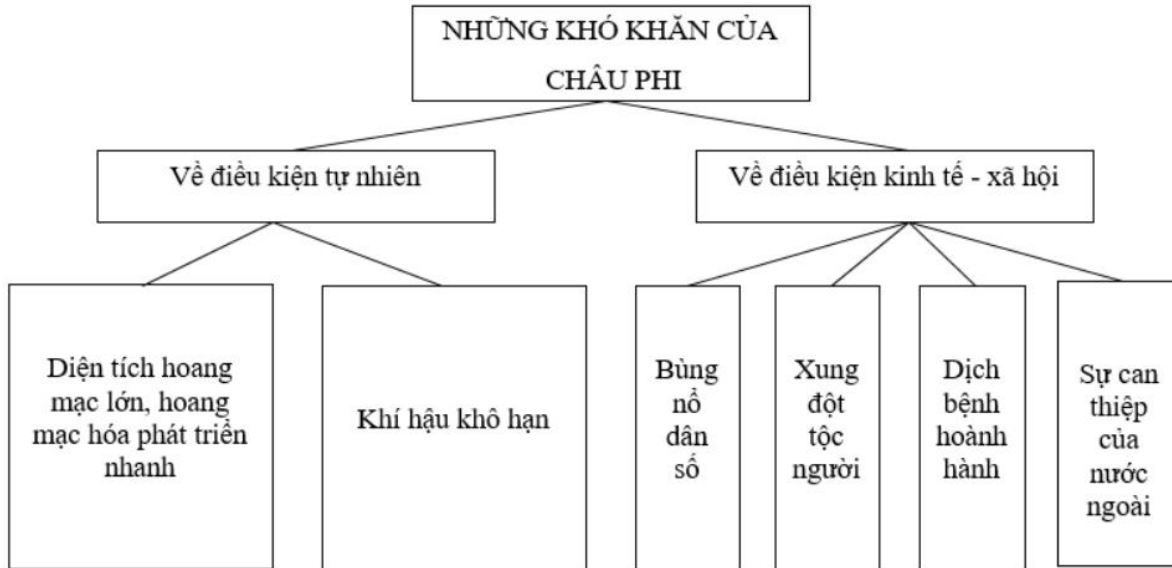 NHỮNG KHÓ KHĂN CỦA
CHÂU PHI
Về điều kiện tự nhiên
Về điều kiện kinh tế - xã hội
Diện tích hoang
mạc lớn, hoang
mạc hóa phát triển
nhanh
Khí hậu khô hạn
Bùng
nổ
dân
số
Xung
đột
tộc
người
Dịch
bệnh
hoành
hành
Sự can
thiệp
của
nước
ngoài